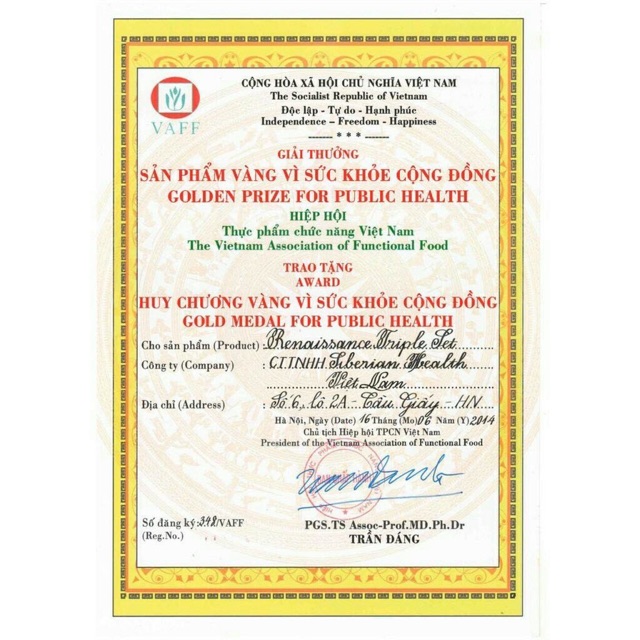 VAFF
CỘNG HÒA XÃ HỘI CHỦ NGHĨA VIỆT NAM
The Socialist Republic of Vietnam
Độc lập - Tự do - Hạnh phúc
Independence – Freedom - Happiness
------- * * * -------
GIẢI THƯỞNG
SẢN PHẨM VÀNG VÌ SỨC KHỎE CỘNG ĐỒNG
GOLDEN PRIZE FOR PUBLIC HEALTH
HIỆP HỘI
Thực phẩm chức năng Việt Nam
The Vietnam Association of Functional Food
TRAO TẶNG
AWARD
HUY CHƯƠNG VÀNG VÌ SỨC KHỎE CỘNG ĐỒNG
GOLD MEDAL FOR PUBLIC HEALTH
Cho sản phẩm (Product) : Renaissance Triple Set
Công ty (Company) : CT.TNHH Siberian Health
Việt Nam
Địa chỉ (Address) : Số 6, lô 2A - Cầu Giấy - HN
Hà Nội, Ngày (Date) 16 Tháng (Mo) 06 Năm (Y) 2014
Chủ tịch Hiệp hội TPCN Việt Nam
President of the Vietnam Association of Functional Food
Số đăng ký: 348/VAFF
(Reg.No.)
PGS.TS Assoc-Prof.MD.Ph.Dr
TRẦN ĐÁNG